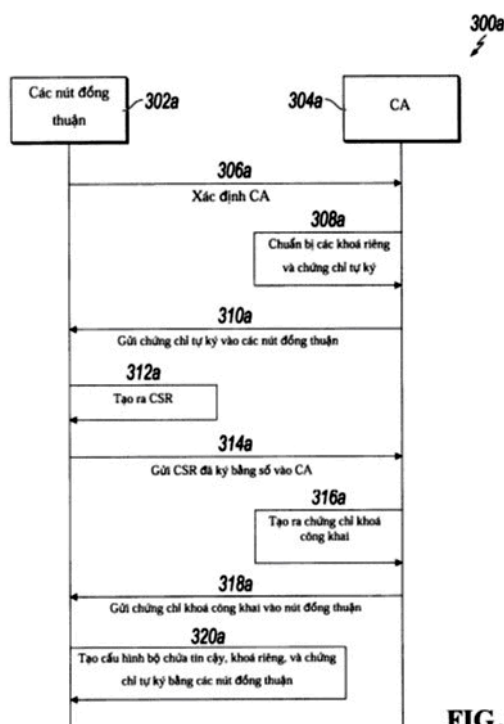 300a
Các nút đồng
thuận
302a
304a
CA
306a
Xác định CA
308a
Chuẩn bị các khoá riêng
và chứng chỉ tự ký
310a
Gửi chứng chỉ tự ký vào các nút đồng thuận
312a
Tạo ra CSR
314a
Gửi CSR đã ký bằng số vào CA
316a
Tạo ra chứng chỉ khoá
công khai
318a
Gửi chứng chỉ khoá công khai vào nút đồng thuận
320a
Tạo cấu hình bộ chứa tin cậy, khoá riêng, và chứng
chỉ tự ký bằng các nút đồng thuận
FIG